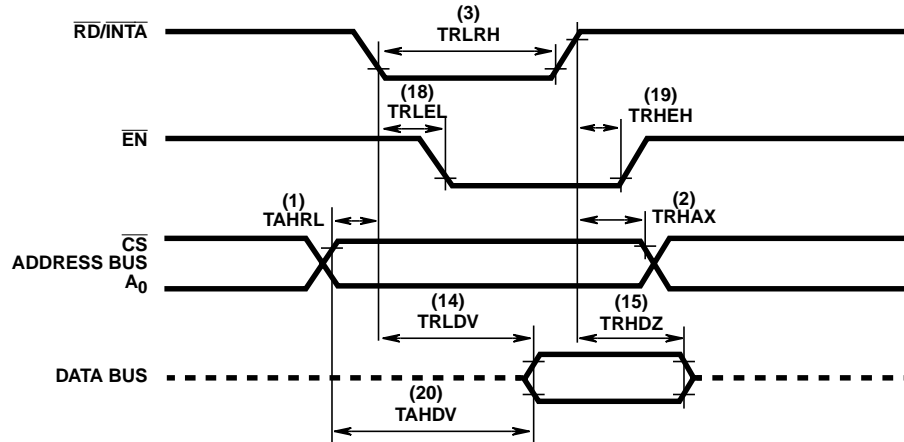 (3)
TRLRH
RD/INTA
(18)
TRLEL
(19)
TRHEH
EN
(1)
TAHRL
(2)
TRHAX
CS
ADDRESS BUS
A0
(14)
TRLDV
(15)
TRHDZ
DATA BUS
(20)
TAHDV